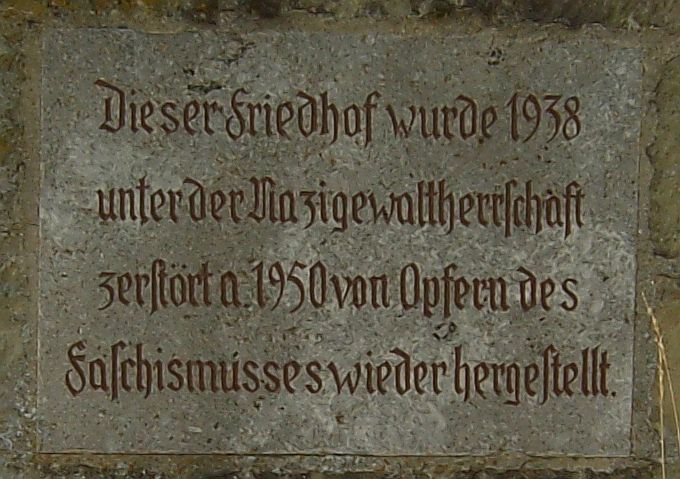 Dieser Friedhof wurde 1938
unter der Nazigewaltherrschaft
zerstört a. 1950 von Opfern des
Faschismusses wieder hergestellt.